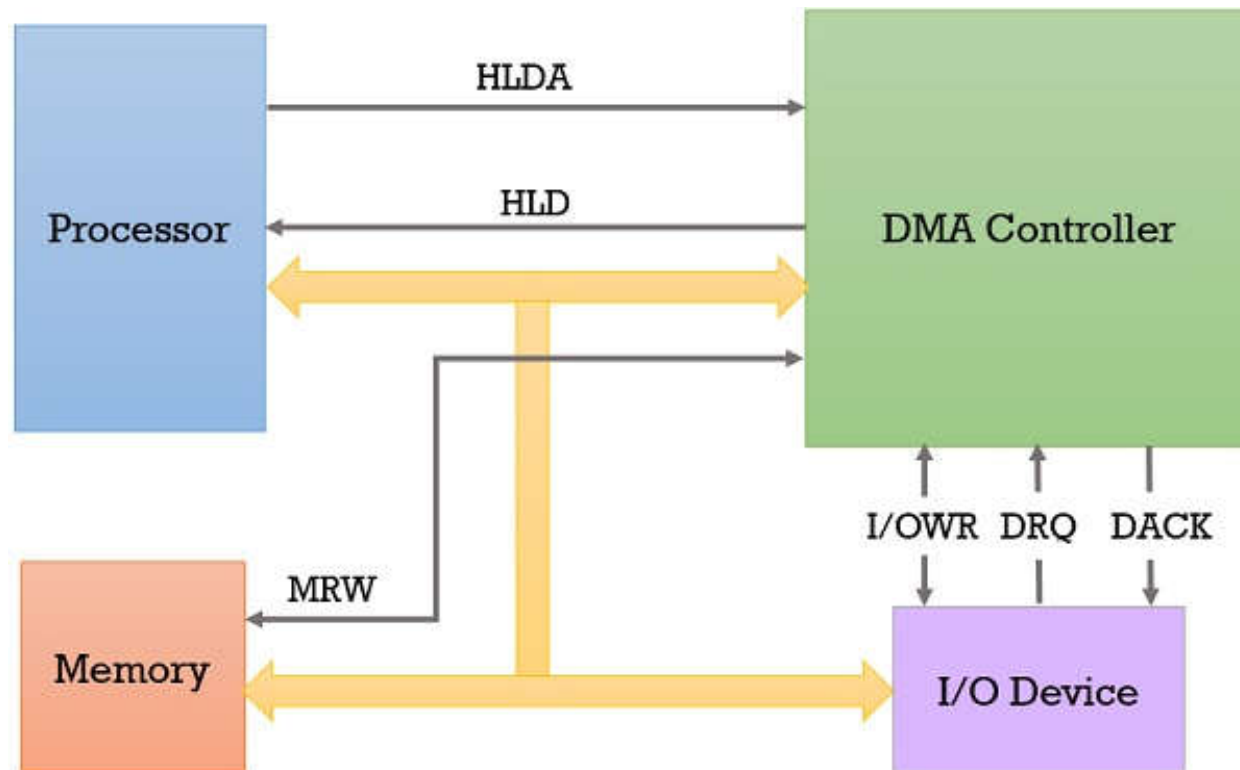 HLDA
HLD
Processor
DMA Controller
I/OWR DRQ DACK
MRW
Memory
I/O Device